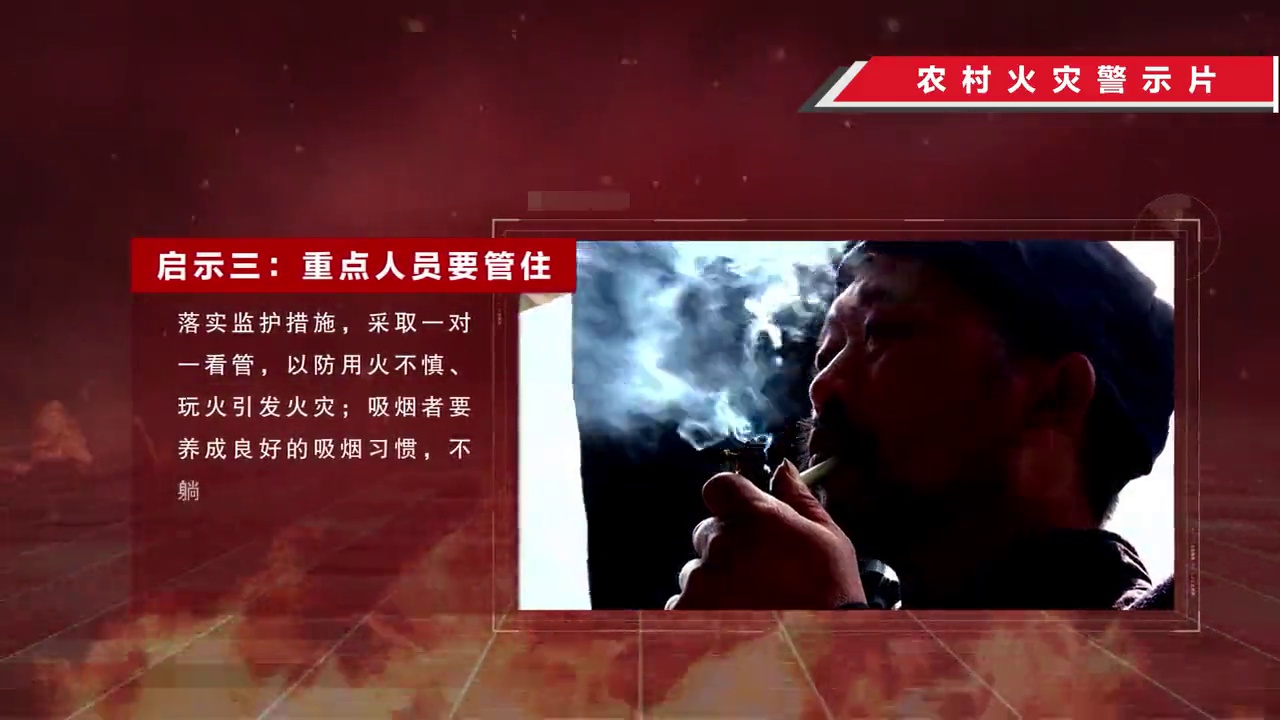 农村火灾警示片
启示三：重点人员要管住
落实监护措施，采取一对
一看管，以防用火不慎、
玩火引发火灾；吸烟者要
养成良好的吸烟习惯，不
躺